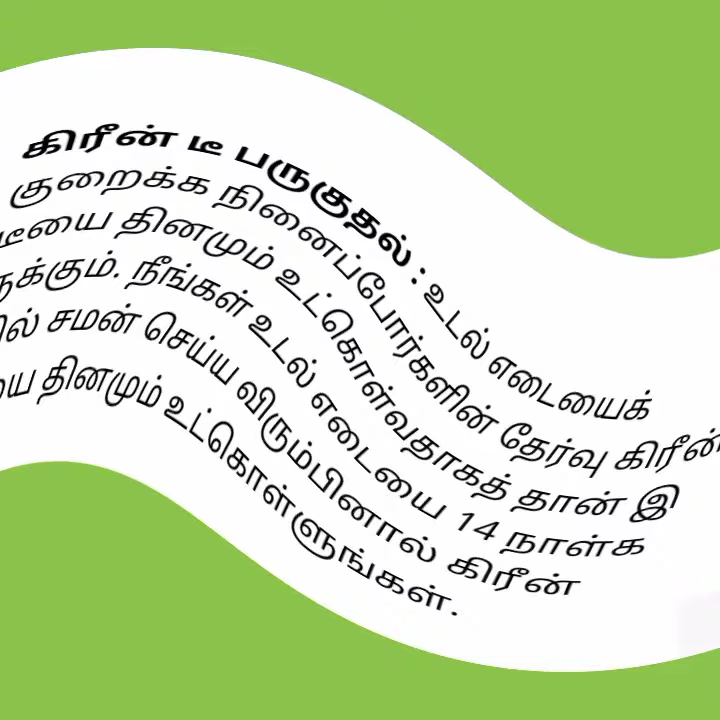 கிரீன் டீ பருகுதல் : உடல் எடையைக்
குறைக்க நினைப்போர்களின் தேர்வு கிரீன்
டீயை தினமும் உட்கொள்வதாகத் தான் இ
ருக்கும். நீங்கள் உடல் எடையை 14 நாள்க
ளில் சமன் செய்ய விரும்பினால் கிரீன்
டீயை தினமும் உட்கொள்ளுங்கள்.